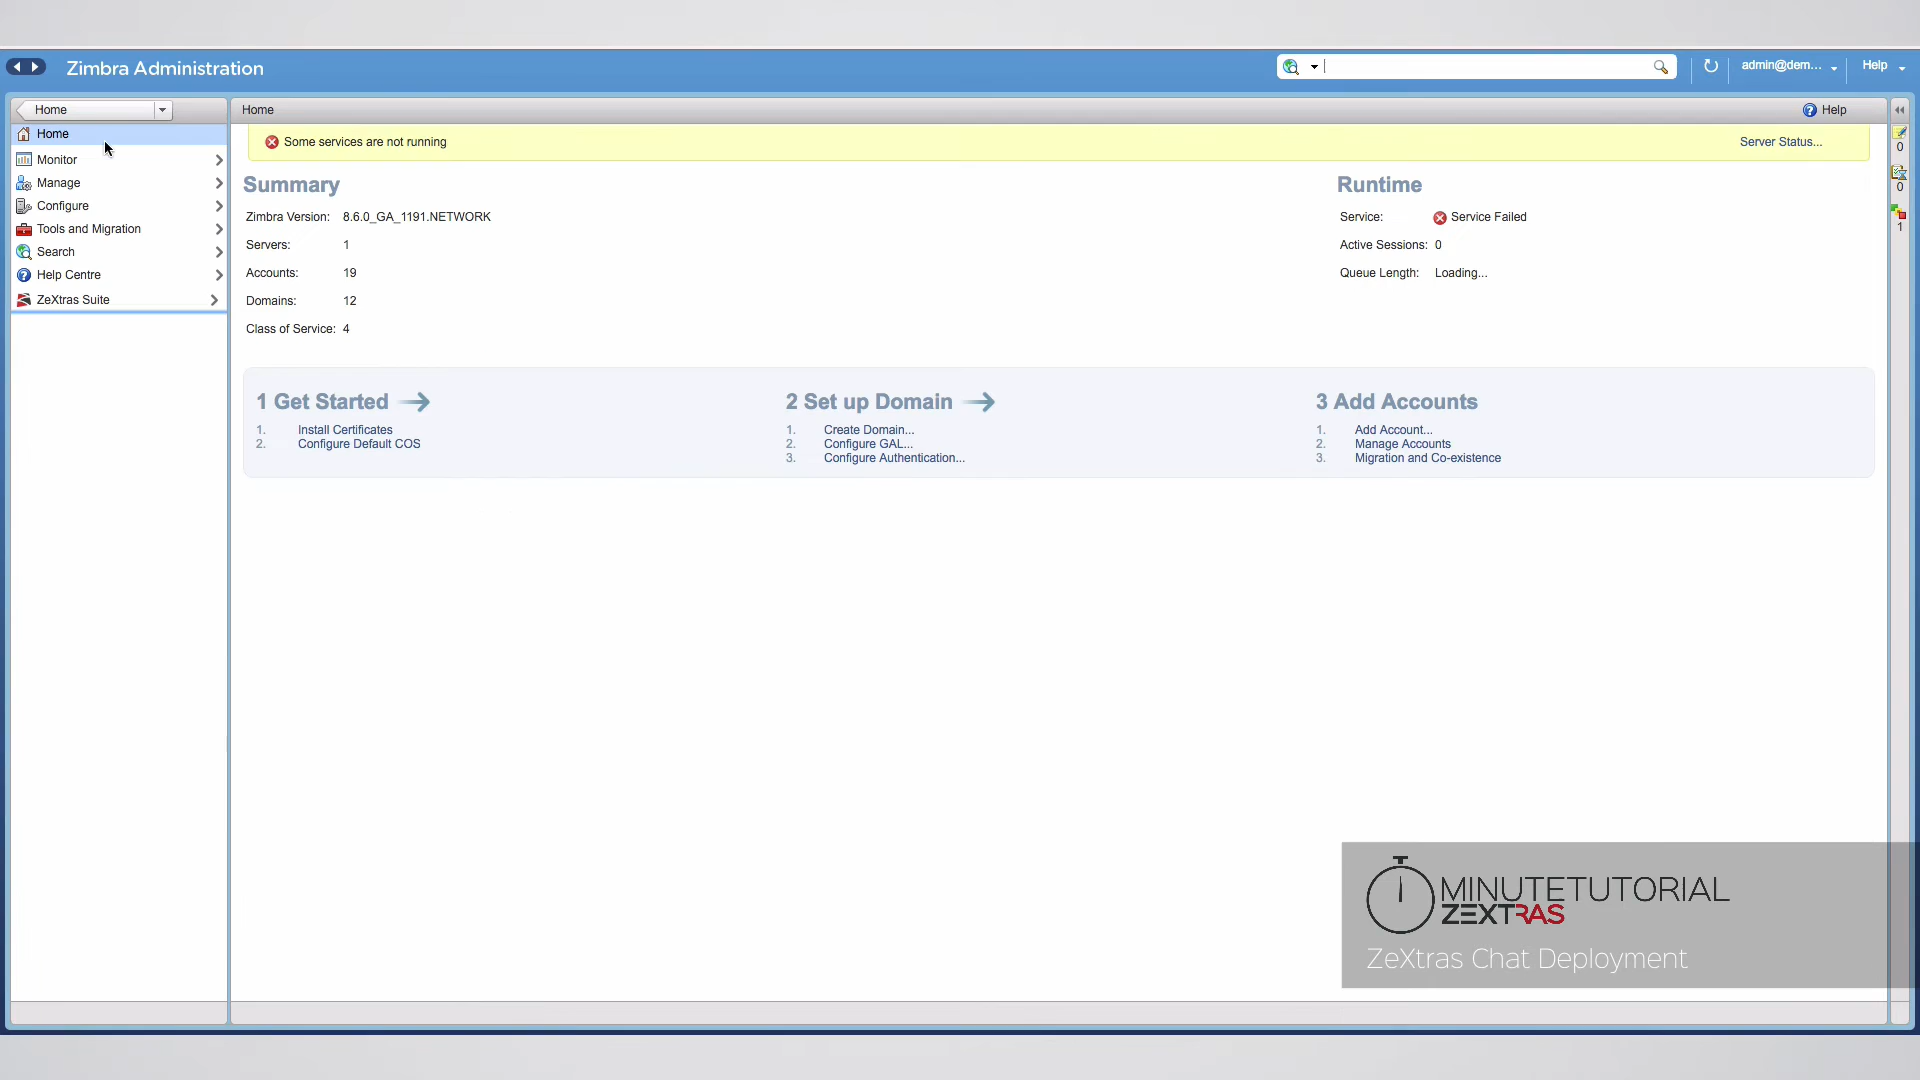 Zimbra Administration
admin@dem...
Help
Home
Home
Help
Home
Monitor
Manage
Configure
Tools and Migration
Search
Help Centre
ZeXtras Suite
Some services are not running
Server Status...
Summary
Zimbra Version: 8.6.0_GA_1191.NETWORK
Servers: 1
Accounts: 19
Domains: 12
Class of Service: 4
Runtime
Service: Service Failed
Active Sessions: 0
Queue Length: Loading...
0
0
1
1 Get Started
1. Install Certificates
2. Configure Default COS
2 Set up Domain
1. Create Domain...
2. Configure GAL...
3. Configure Authentication...
3 Add Accounts
1. Add Account...
2. Manage Accounts
3. Migration and Co-existence
MINUTETUTORIAL
ZEXTRAS
ZeXtras Chat Deployment